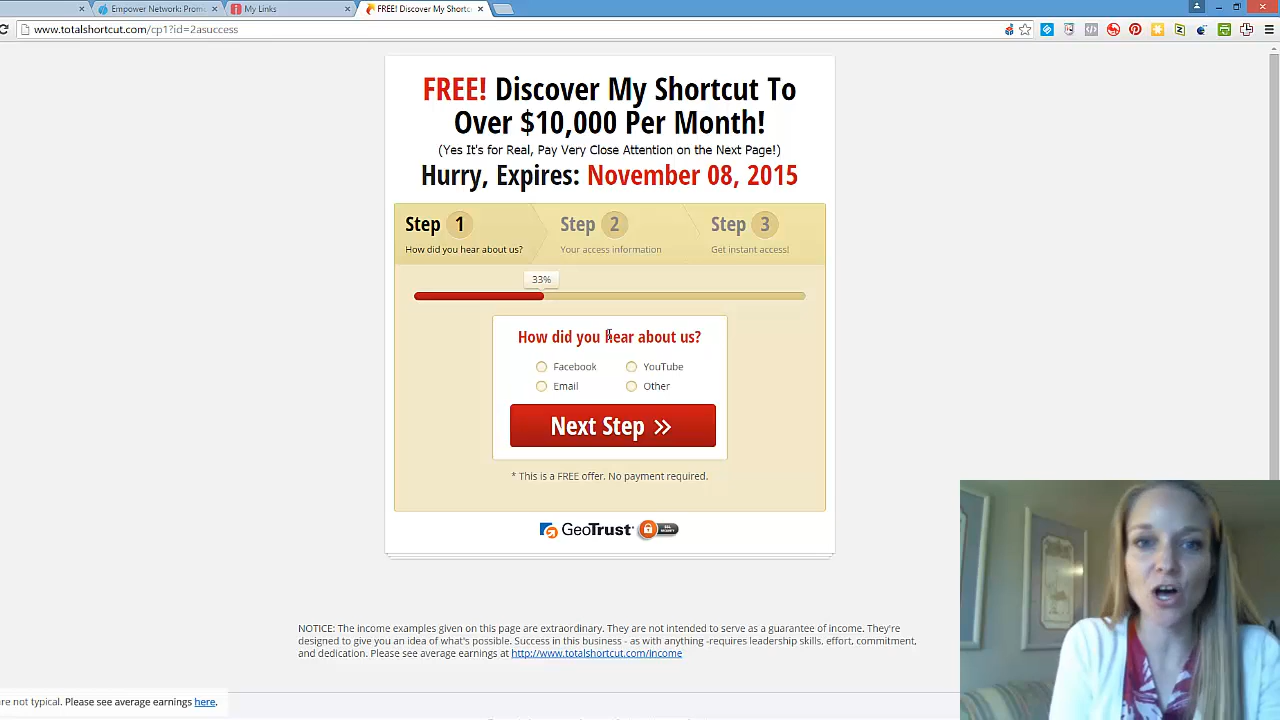 Empower Network: Prom
My Links
FREE! Discover My Shortc
www.totalshortcut.com/cp1?id=2asuccess
FREE! Discover My Shortcut To
Over $10,000 Per Month!
(Yes It's for Real, Pay Very Close Attention on the Next Page!)
Hurry, Expires: November 08, 2015
Step 1 Step 2 Step 3
How did you hear about us? Your access information Get instant access!
33%
How did you hear about us?
Facebook YouTube
Email Other
Next Step »
* This is a FREE offer. No payment required.
GeoTrust
NOTICE: The income examples given on this page are extraordinary. They are not intended to serve as a guarantee of income. They're
designed to give you an idea of what's possible. Success in this business - as with anything -requires leadership skills, effort, commitment,
and dedication. Please see average earnings at http://www.totalshortcut.com/income
re not typical. Please see average earnings here.